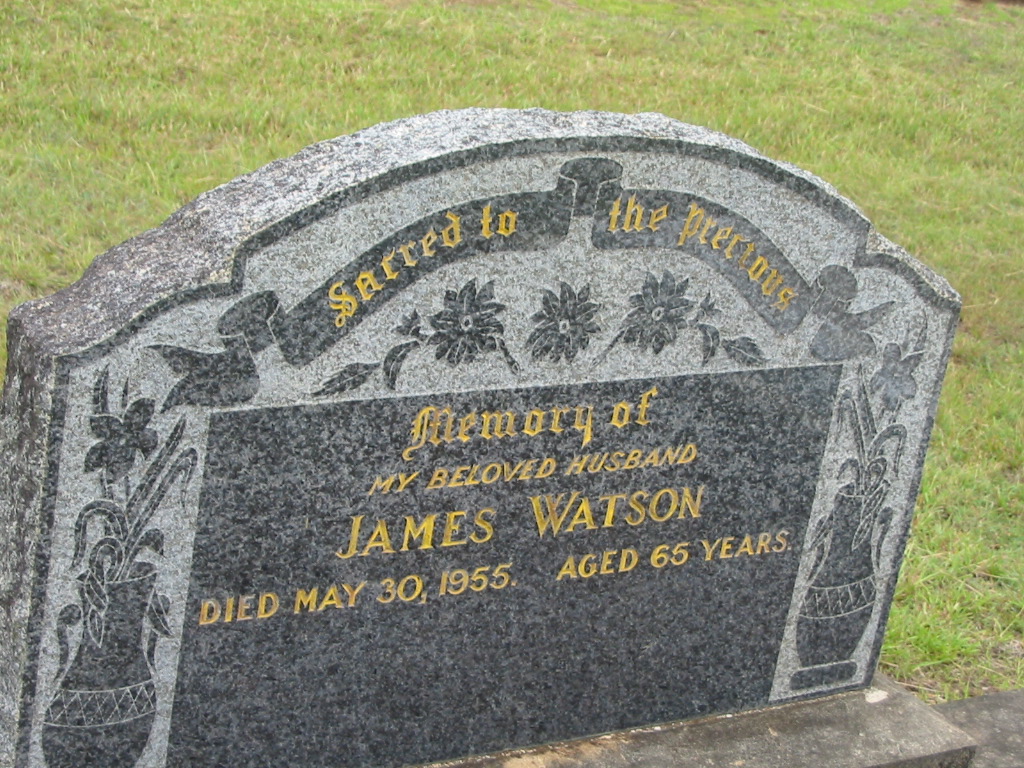 Sacred to the Precious
Memory of
MY BELOVED HUSBAND
JAMES WATSON
DIED MAY 30, 1955. AGED 65 YEARS.